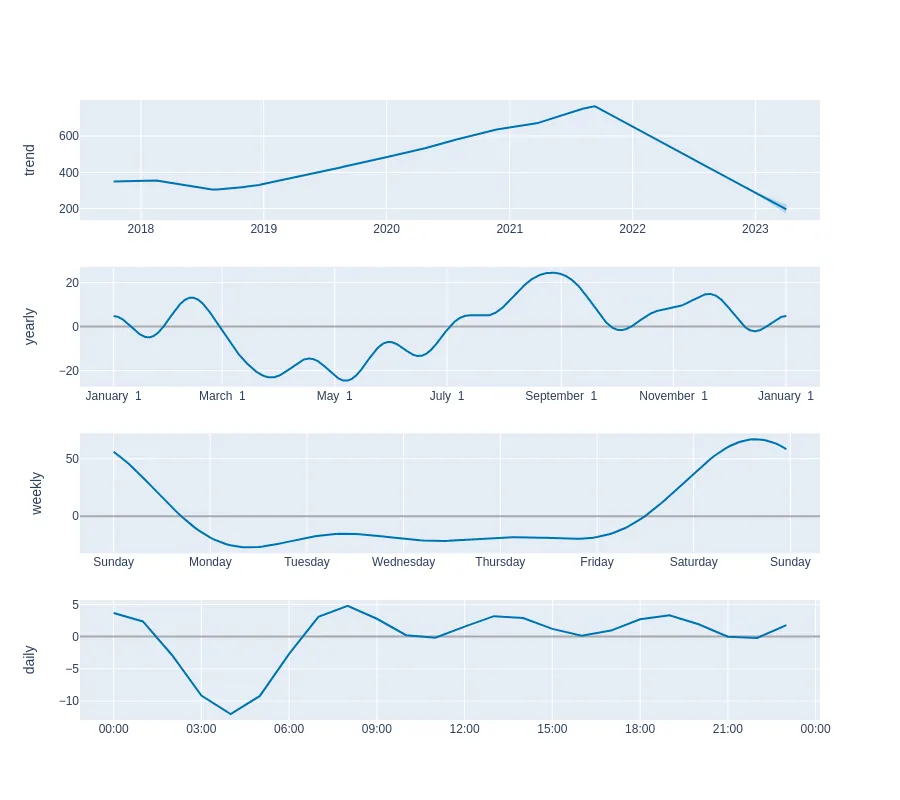 trend
600
400
200
2018 2019 2020 2021 2022 2023
yearly
20
0
−20
January 1 March 1 May 1 July 1 September 1 November 1 January 1
weekly
50
0
Sunday Monday Tuesday Wednesday Thursday Friday Saturday Sunday
daily
5
0
−5
−10
00:00 03:00 06:00 09:00 12:00 15:00 18:00 21:00 00:00